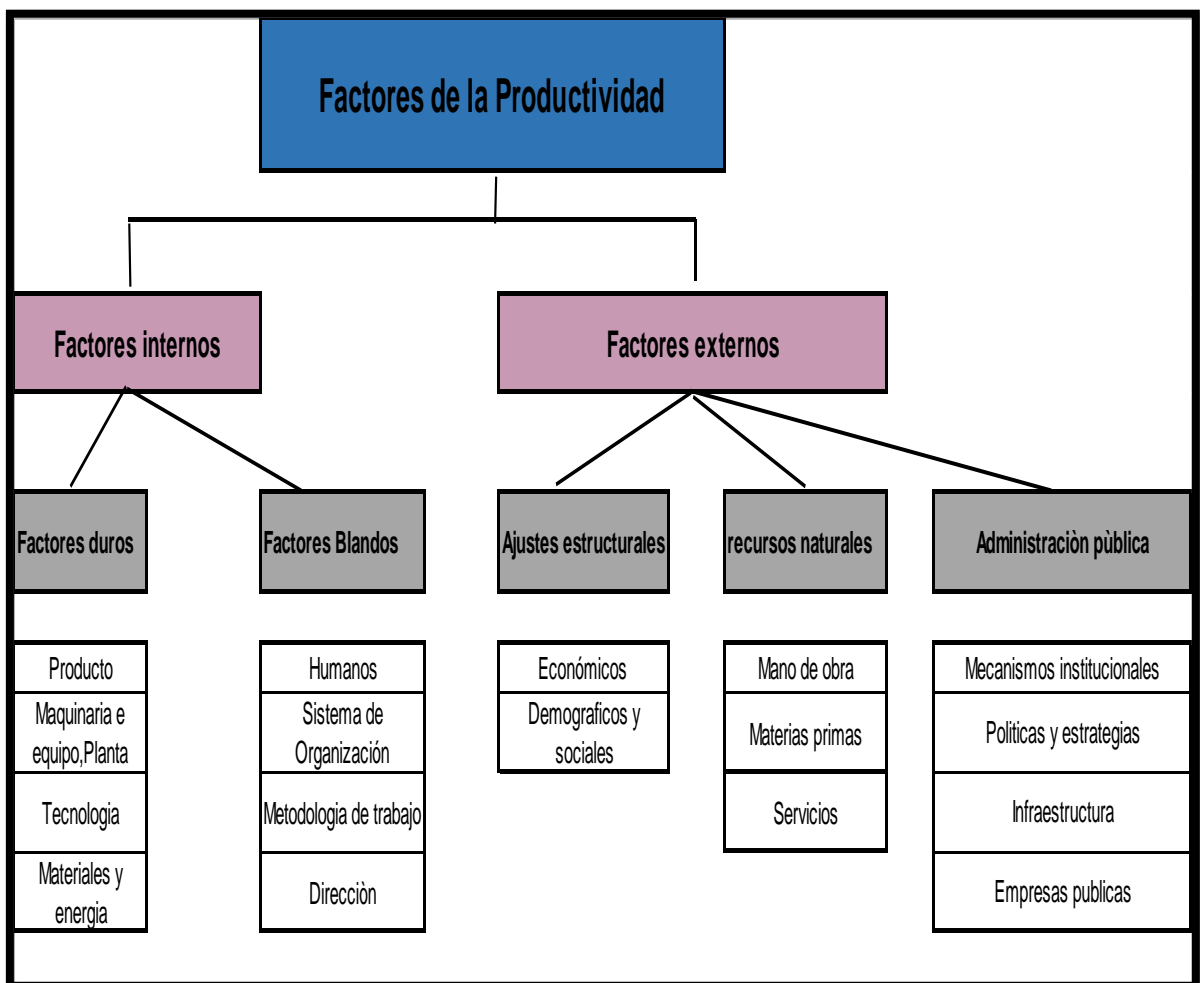 Factores de la Productividad
Factores internos
Factores externos
Factores duros
Factores Blandos
Ajustes estructurales
recursos naturales
Administraciòn pùblica
Producto
Maquinaria e
equipo,Planta
Tecnologia
Materiales y
energia
Humanos
Sistema de
Organización
Metodologia de trabajo
Direcciòn
Económicos
Demograficos y
sociales
Mano de obra
Materias primas
Servicios
Mecanismos institucionales
Politicas y estrategias
Infraestructura
Empresas publicas